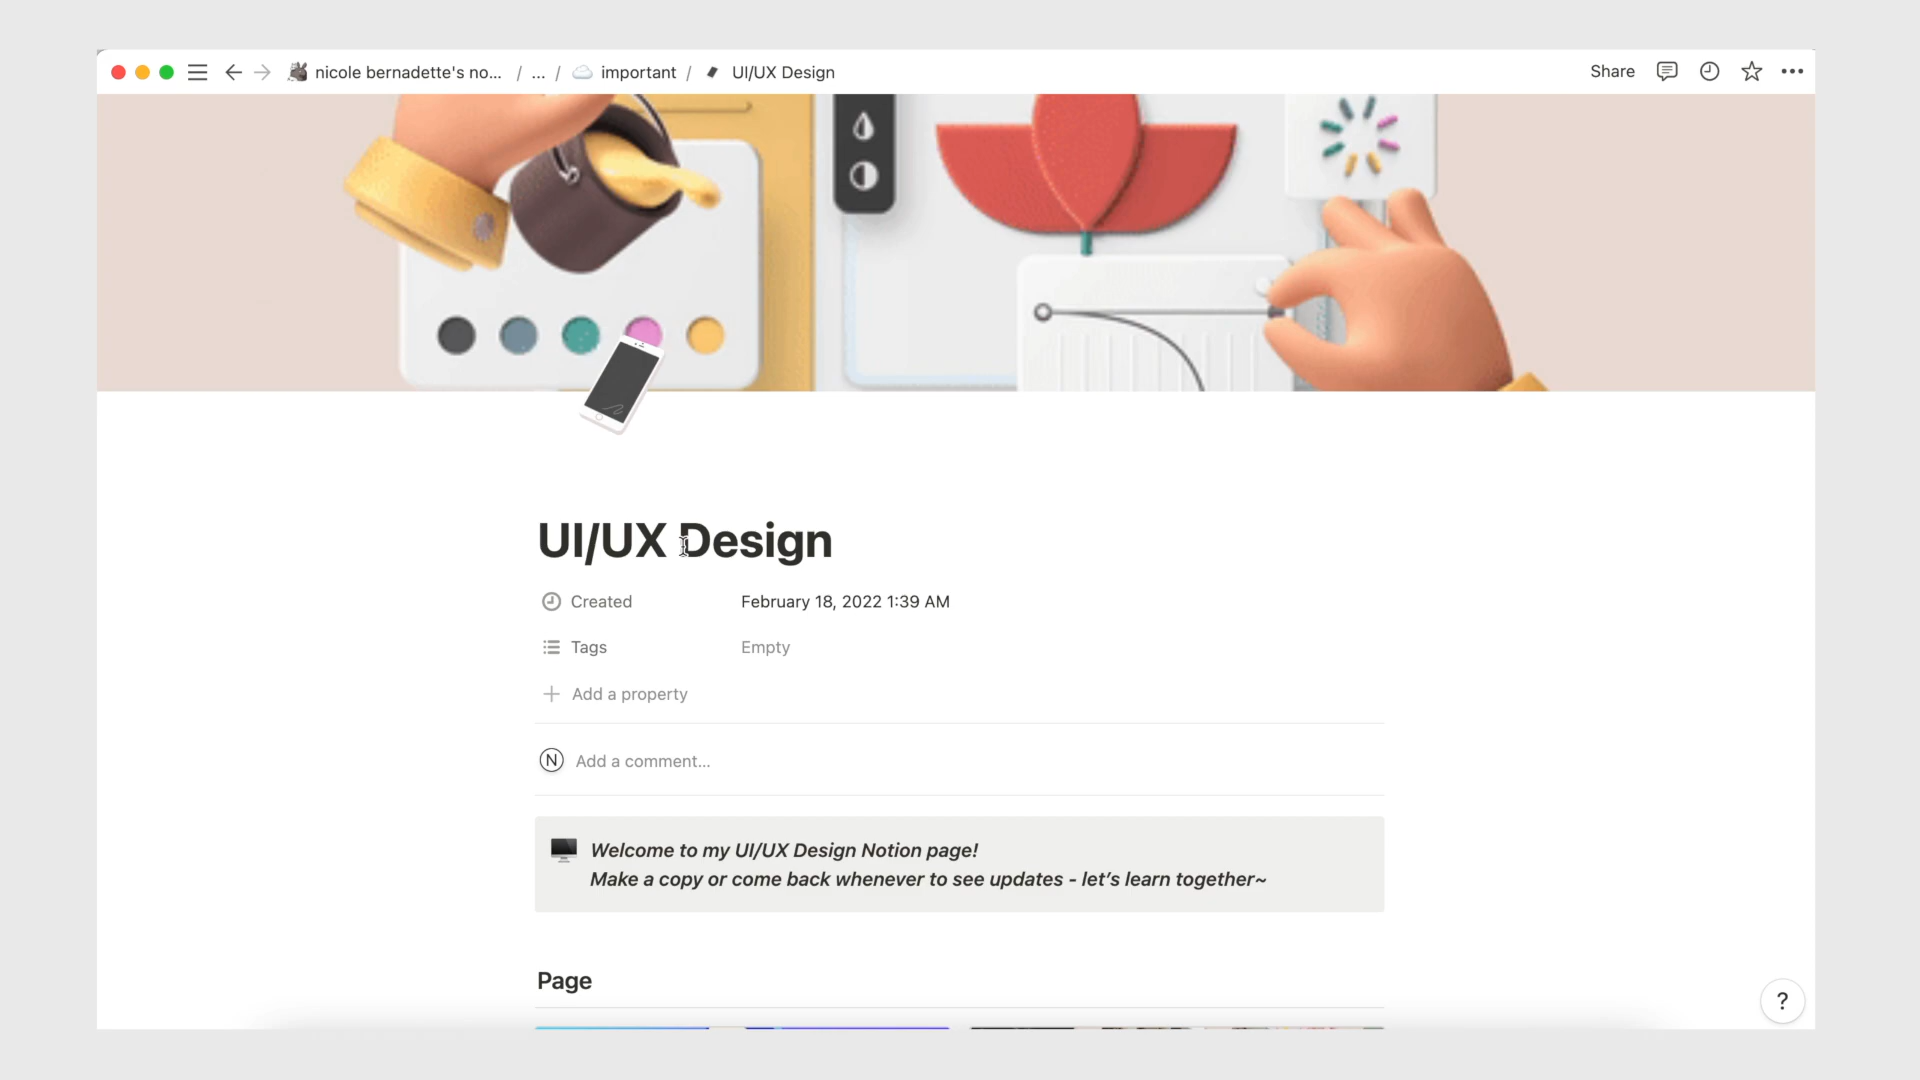 nicole bernadette's no... / ... / important / UI/UX Design
Share
UI/UX Design
Created February 18, 2022 1:39 AM
Tags Empty
Add a property
N Add a comment...
Welcome to my UI/UX Design Notion page!
Make a copy or come back whenever to see updates - let's learn together~
Page
?